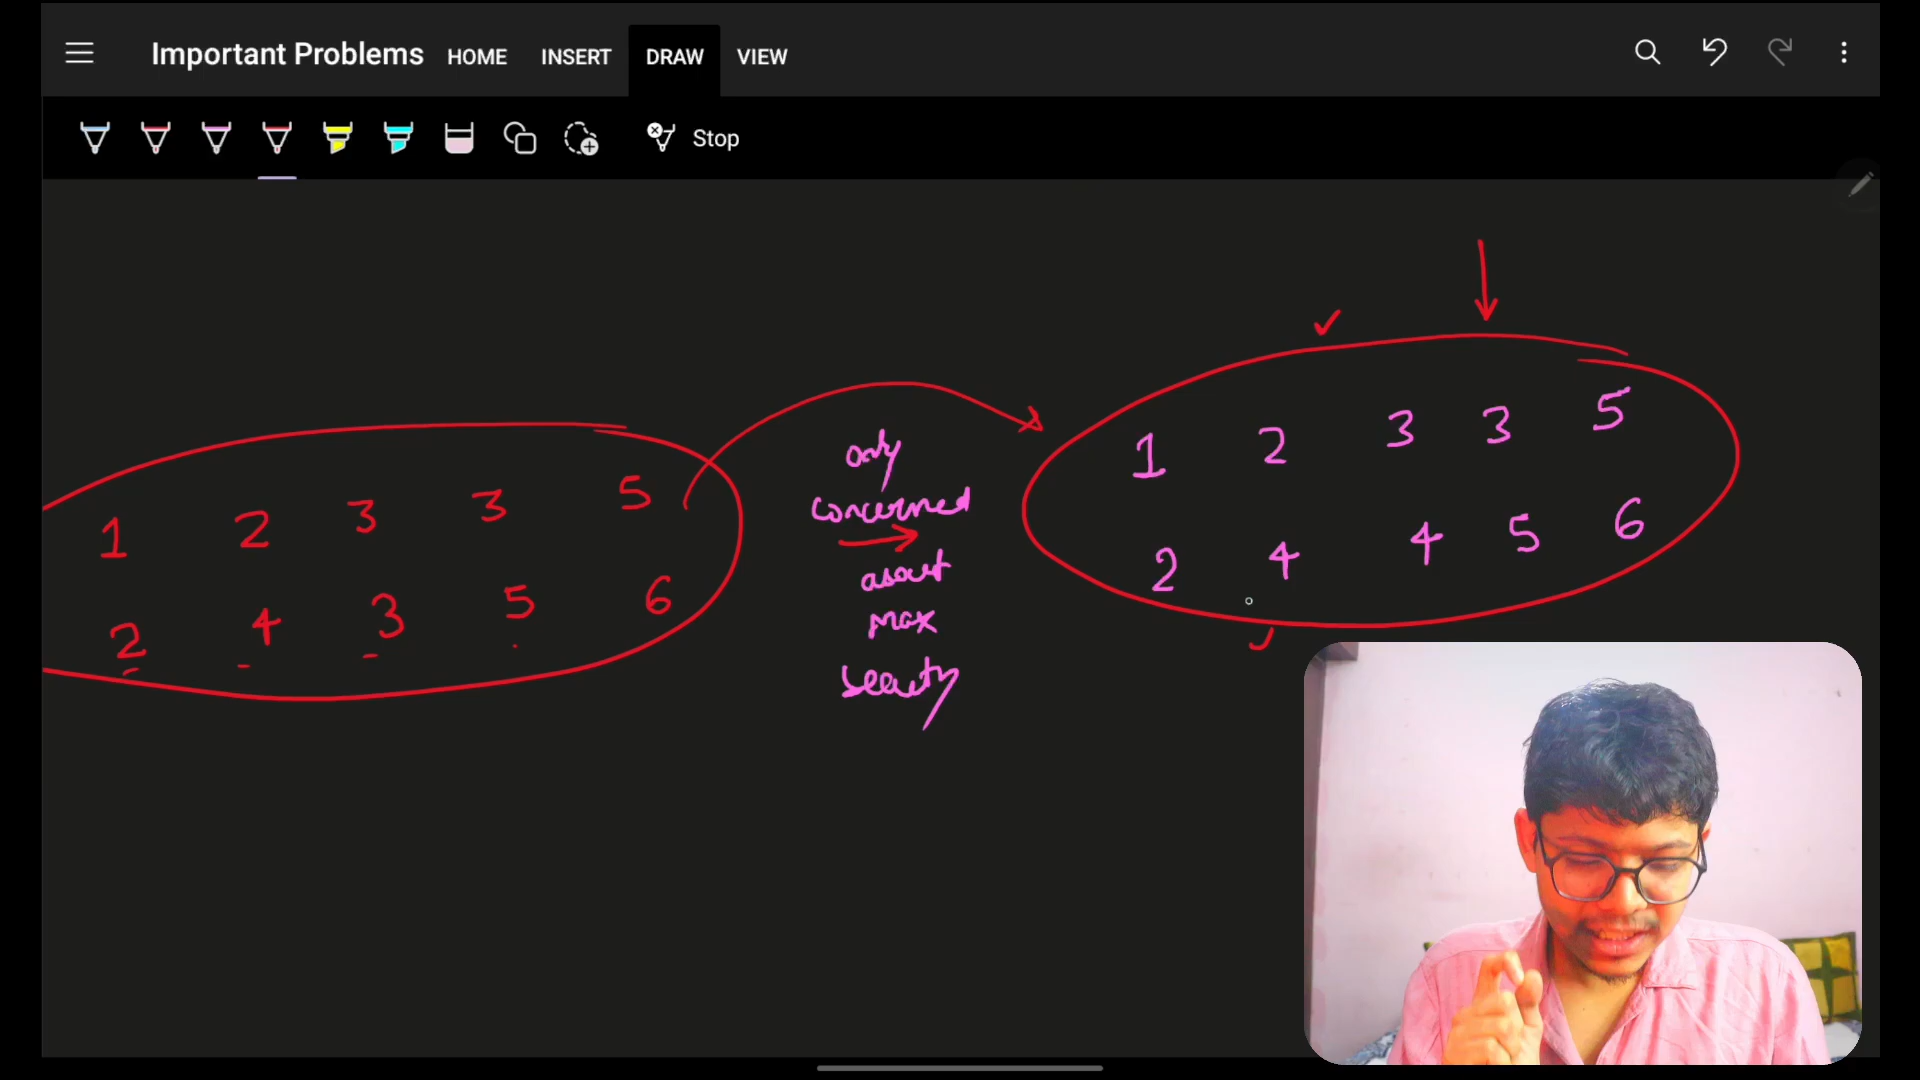 Important Problems HOME INSERT DRAW VIEW
Stop
1 2 3 3 5
2 4 3 5 6
only
concerned
about
max
beauty
1 2 3 3 5
2 4 4 5 6